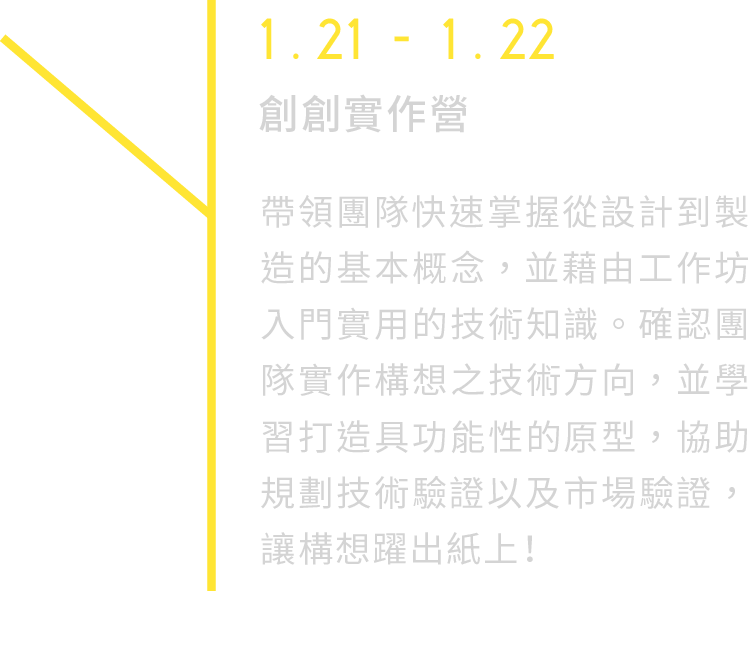 1.21 - 1.22
創創實作營
帶領團隊快速掌握從設計到製
造的基本概念，並藉由工作坊
入門實用的技術知識。確認團
隊實作構想之技術方向，並學
習打造具功能性的原型，協助
規劃技術驗證以及市場驗證，
讓構想躍出紙上！